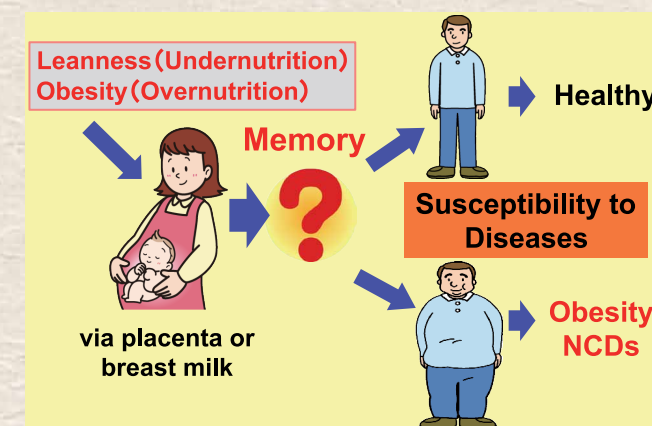 Leanness(Undernutrition)
Obesity(Overnutrition)
Memory
?
Healthy
Susceptibility to
Diseases
via placenta or
breast milk
Obesity
NCDs